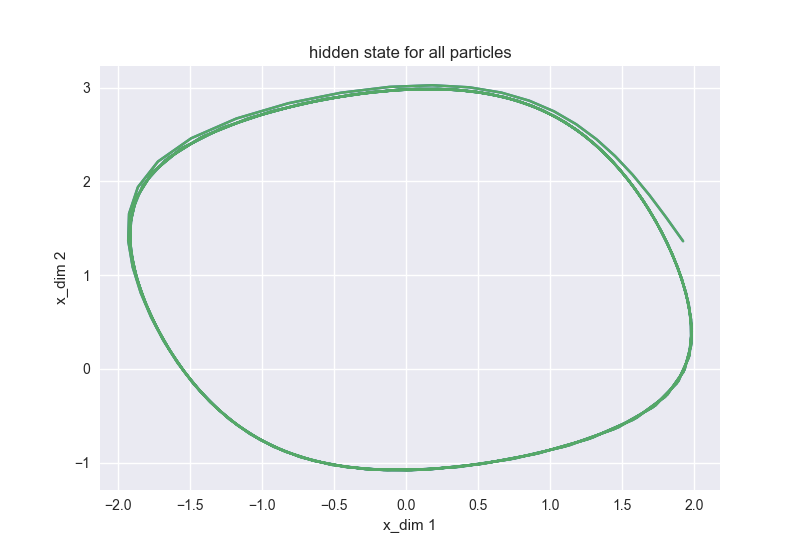 hidden state for all particles
3
2
1
0
−1
x_dim 2
−2.0 −1.5 −1.0 −0.5 0.0 0.5 1.0 1.5 2.0
x_dim 1